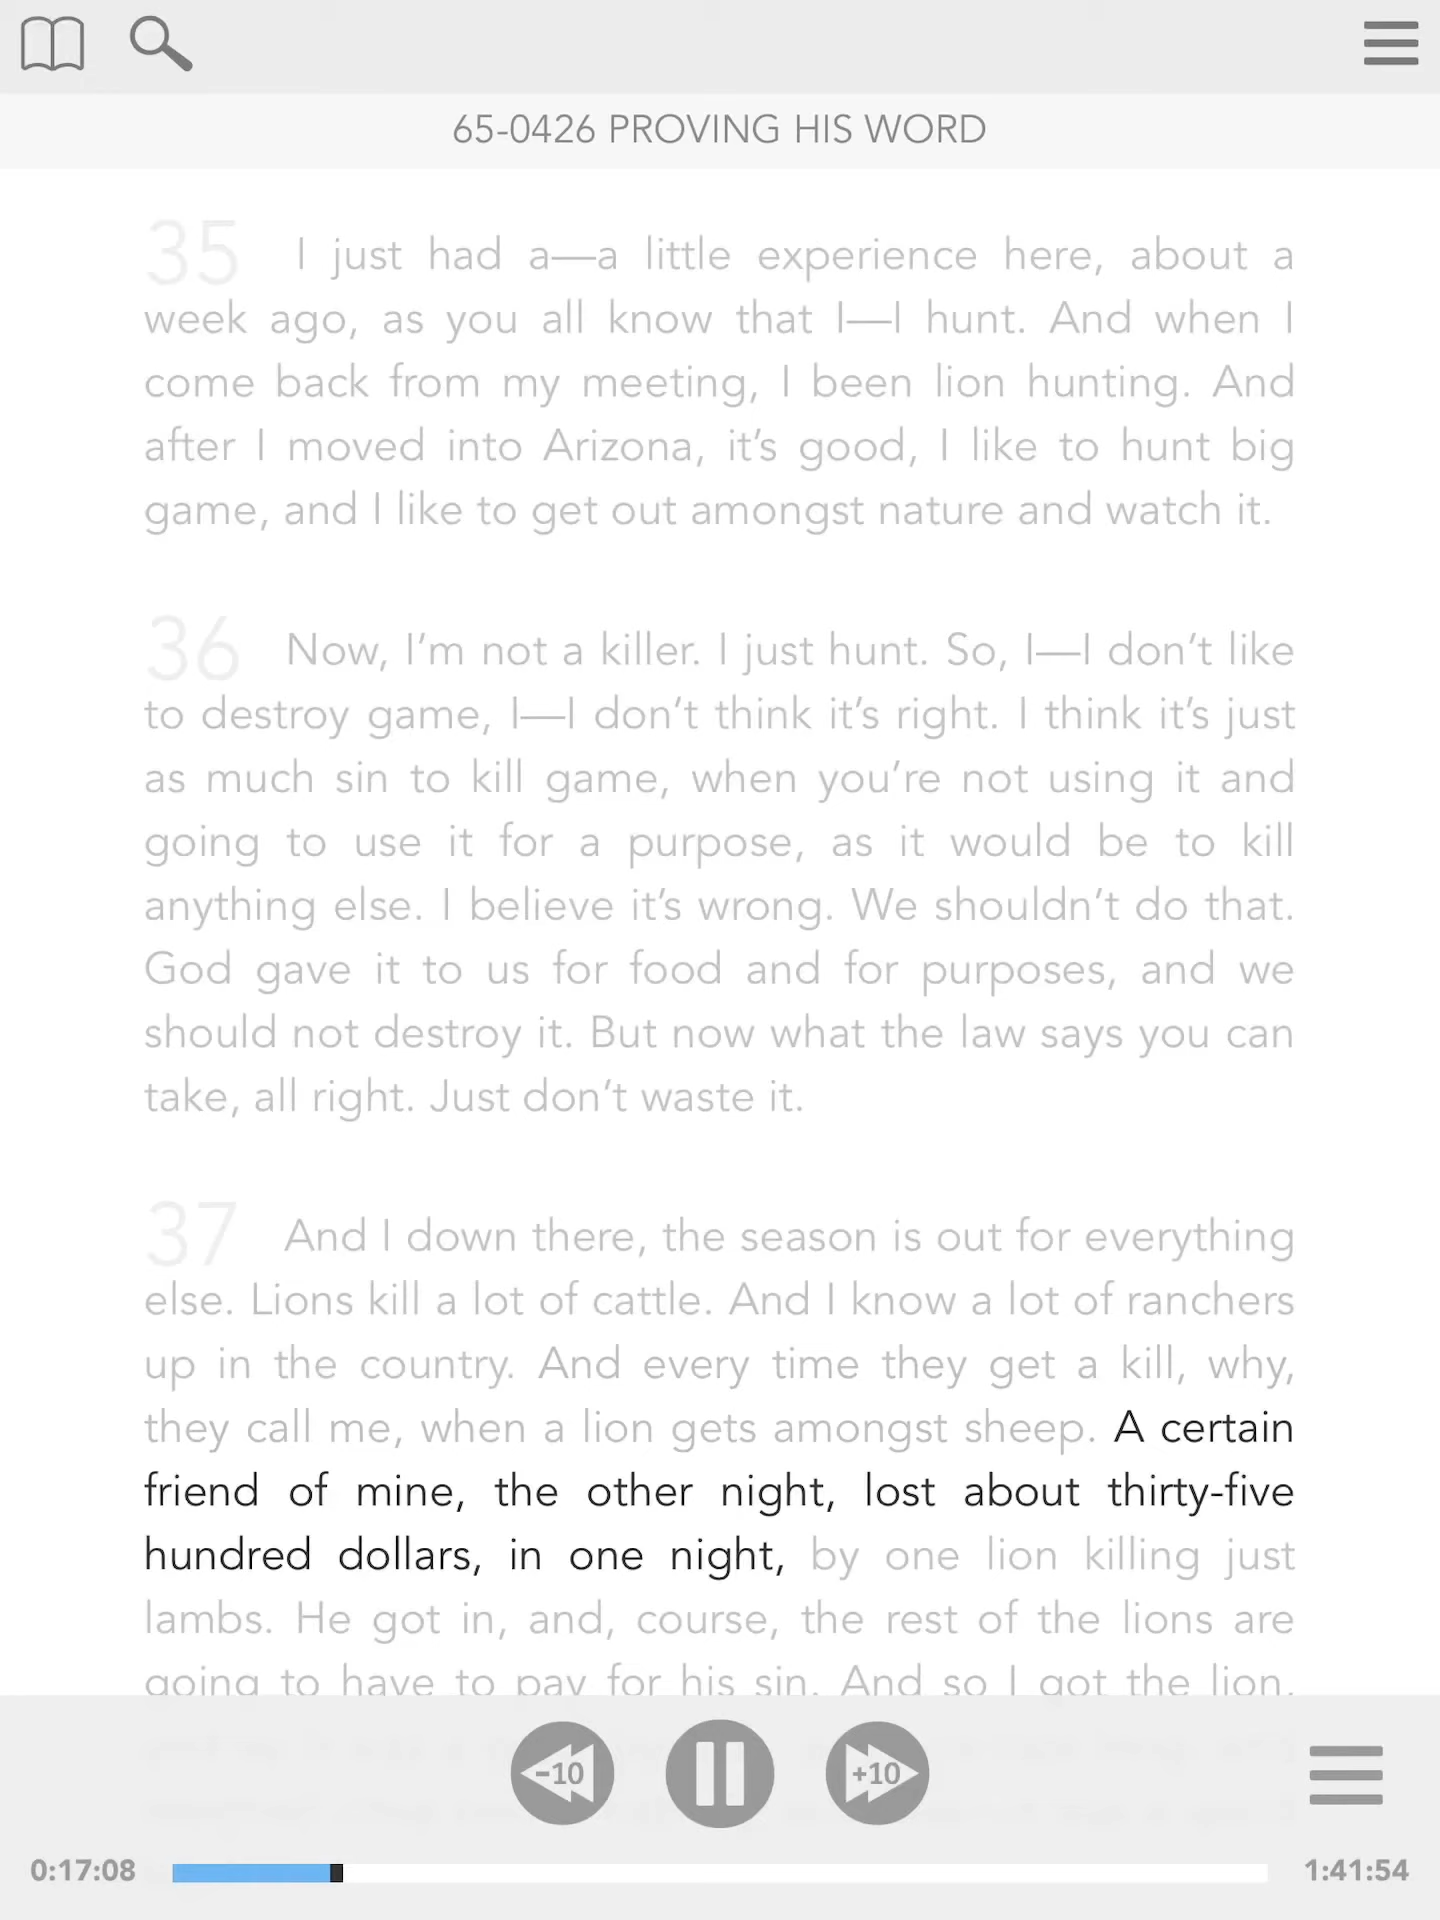 65-0426 PROVING HIS WORD
35 I just had a—a little experience here, about a
week ago, as you all know that I—I hunt. And when I
come back from my meeting, I been lion hunting. And
after I moved into Arizona, it’s good, I like to hunt big
game, and I like to get out amongst nature and watch it.
36 Now, I’m not a killer. I just hunt. So, I—I don’t like
to destroy game, I—I don’t think it’s right. I think it’s just
as much sin to kill game, when you’re not using it and
going to use it for a purpose, as it would be to kill
anything else. I believe it’s wrong. We shouldn’t do that.
God gave it to us for food and for purposes, and we
should not destroy it. But now what the law says you can
take, all right. Just don’t waste it.
37 And I down there, the season is out for everything
else. Lions kill a lot of cattle. And I know a lot of ranchers
up in the country. And every time they get a kill, why,
they call me, when a lion gets amongst sheep. A certain
friend of mine, the other night, lost about thirty-five
hundred dollars, in one night, by one lion killing just
lambs. He got in, and, course, the rest of the lions are
going to have to pay for his sin. And so I got the lion,
-10 +10
0:17:08 1:41:54